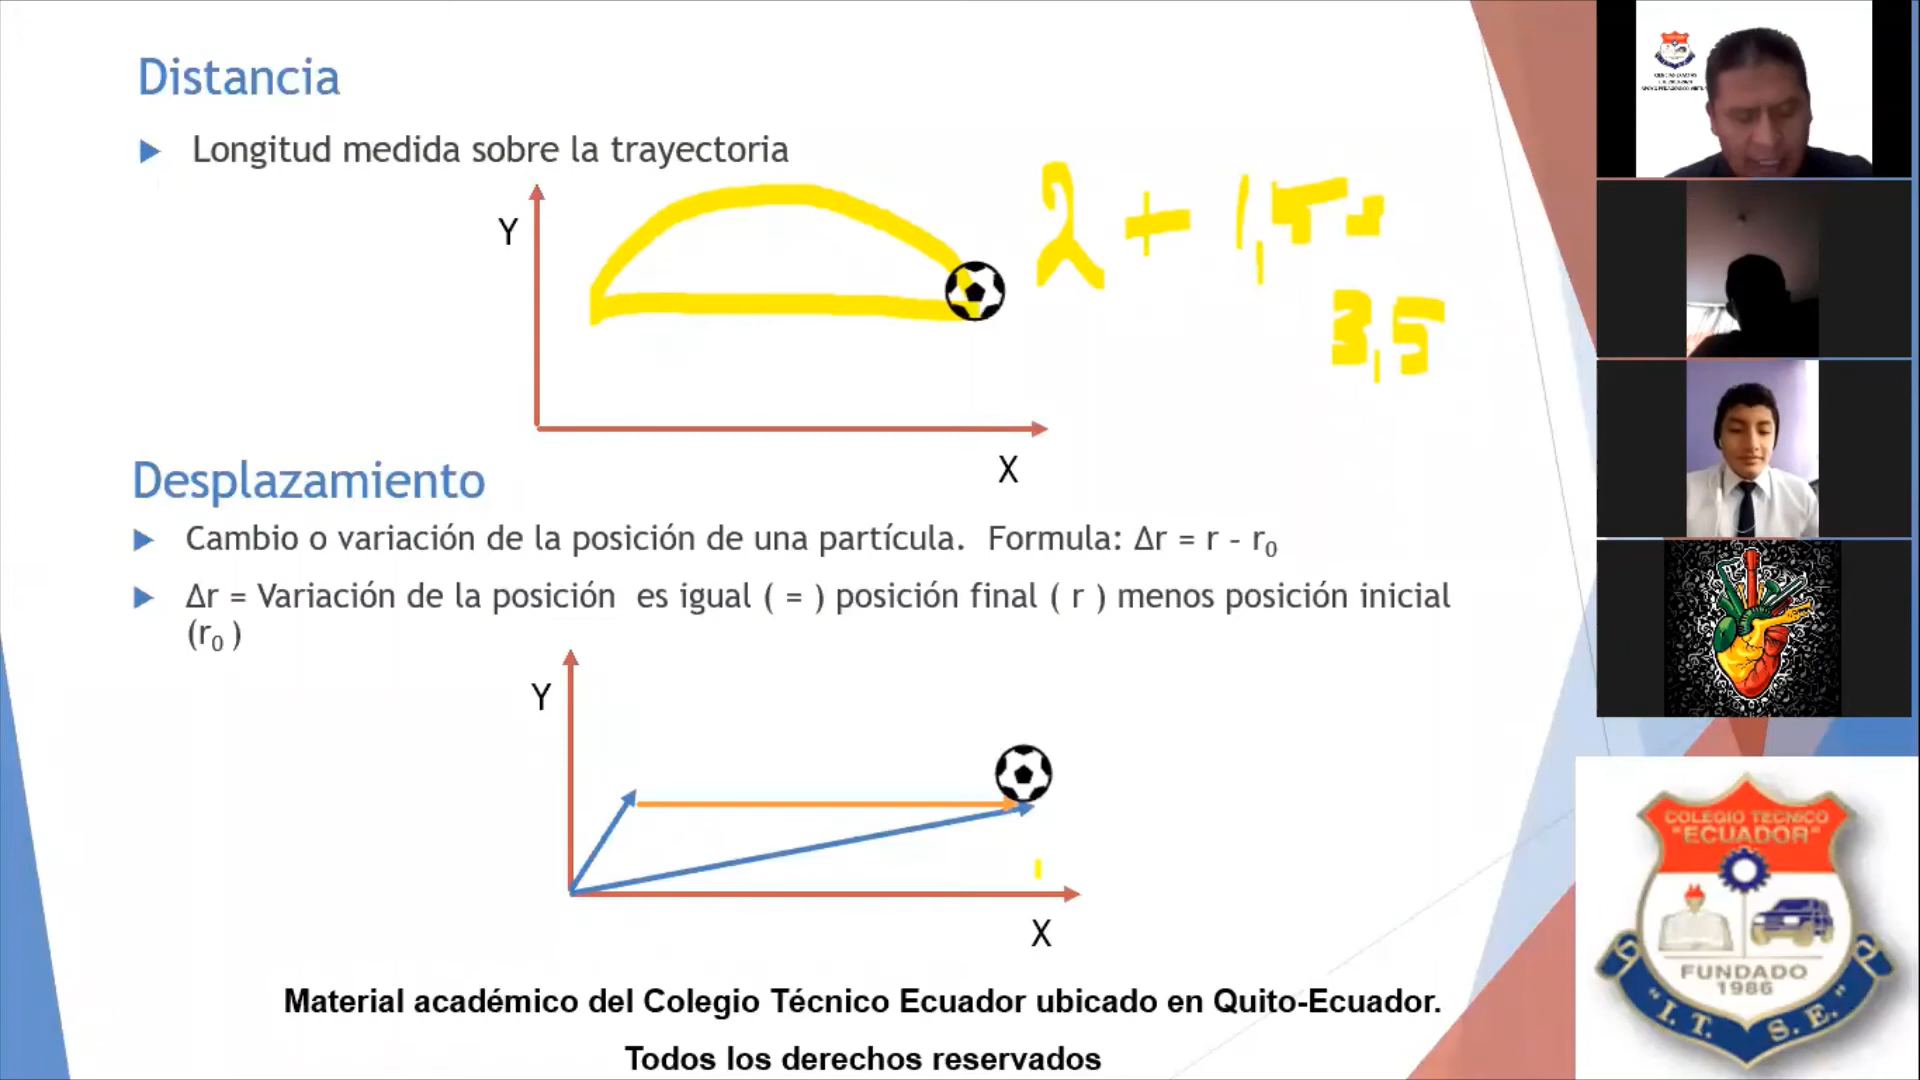 Distancia
Longitud medida sobre la trayectoria
Y
2 + 1,5 =
3,5
X
Desplazamiento
Cambio o variación de la posición de una partícula. Formula: Δr = r - r₀
Δr = Variación de la posición es igual ( = ) posición final ( r ) menos posición inicial
(r₀ )
Y
X
Material académico del Colegio Técnico Ecuador ubicado en Quito-Ecuador.
Todos los derechos reservados
COLEGIO TECNICO
"ECUADOR"
FUNDADO
1986
"I.T. S.E."